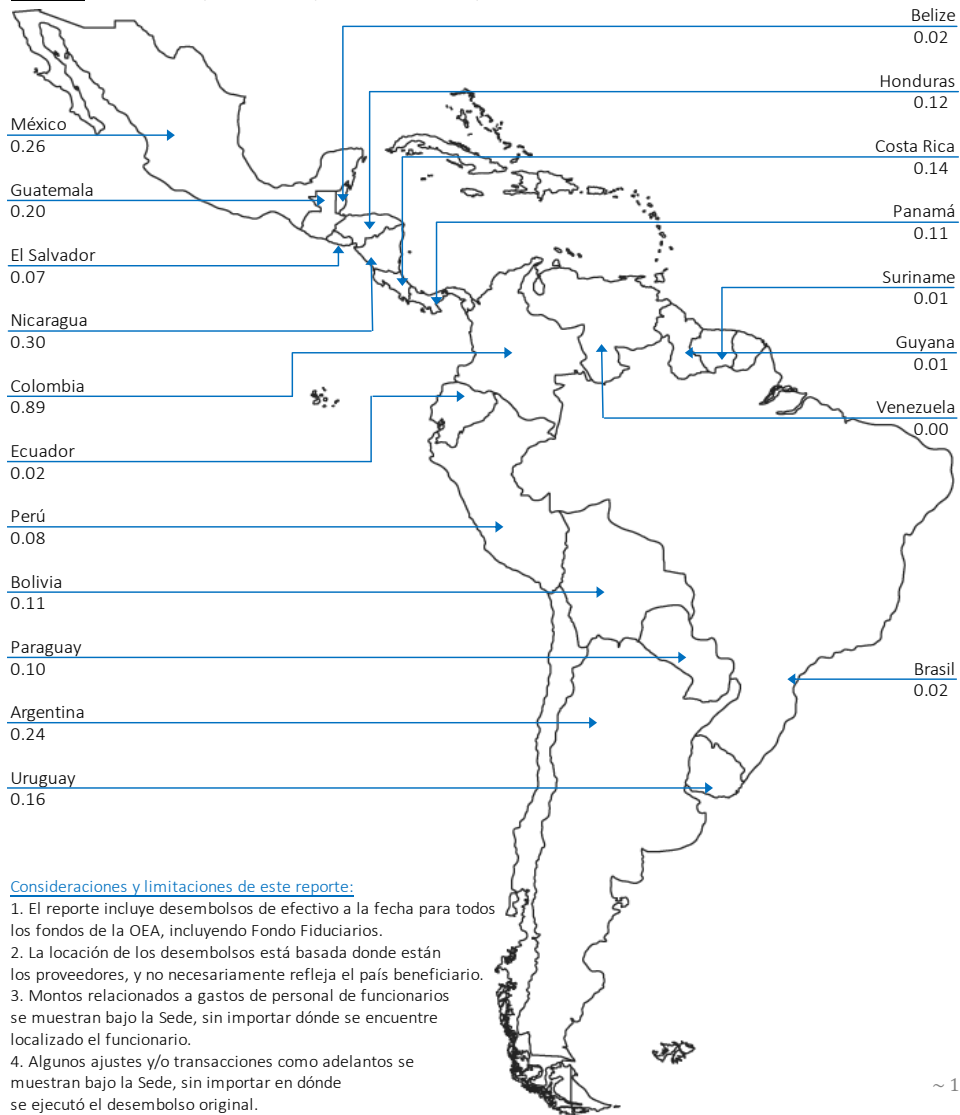 Belize
0.02
Honduras
0.12
México
0.26
Costa Rica
0.14
Guatemala
0.20
Panamá
0.11
El Salvador
0.07
Suriname
0.01
Nicaragua
0.30
Guyana
0.01
Colombia
0.89
Venezuela
0.00
Ecuador
0.02
Perú
0.08
Bolivia
0.11
Paraguay
0.10
Brasil
0.02
Argentina
0.24
Uruguay
0.16
Consideraciones y limitaciones de este reporte:
1. El reporte incluye desembolsos de efectivo a la fecha para todos
los fondos de la OEA, incluyendo Fondo Fiduciarios.
2. La locación de los desembolsos está basada donde están
los proveedores, y no necesariamente refleja el país beneficiario.
3. Montos relacionados a gastos de personal de funcionarios
se muestran bajo la Sede, sin importar dónde se encuentre
localizado el funcionario.
4. Algunos ajustes y/o transacciones como adelantos se
muestran bajo la Sede, sin importar en dónde
se ejecutó el desembolso original.
~ 1